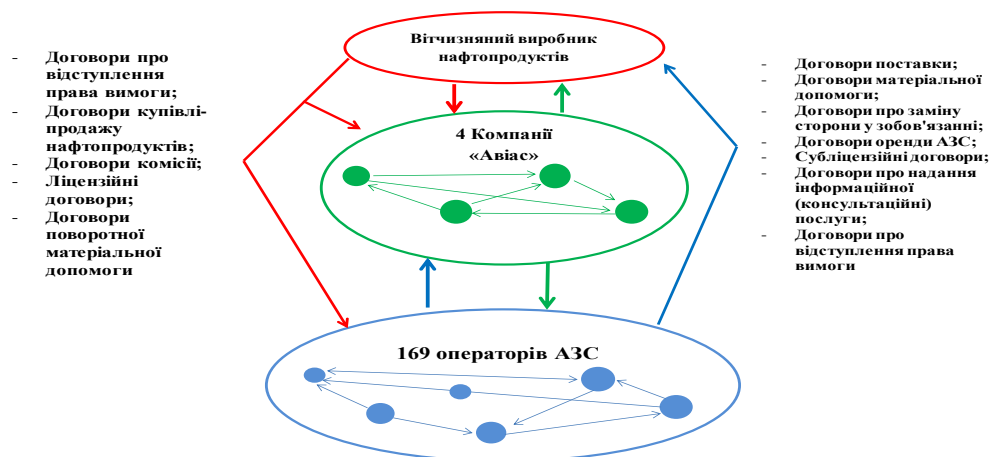 Вітчизняний виробник
нафтопродуктів
- Договори про
відступлення
права вимоги;
- Договори купівлі-
продажу
нафтопродуктів;
- Договори комісії;
- Ліцензійні
договори;
- Договори
поворотної
матеріальної
допомоги
4 Компанії
«Авіас»
- Договори поставки;
- Договори матеріальної
допомоги;
- Договори про заміну
сторони у зобов'язанні;
- Договори оренди АЗС;
- Субліцензійні договори;
- Договори про надання
інформаційної
(консультаційні)
послуги;
- Договори про
відступлення права
вимоги
169 операторів АЗС